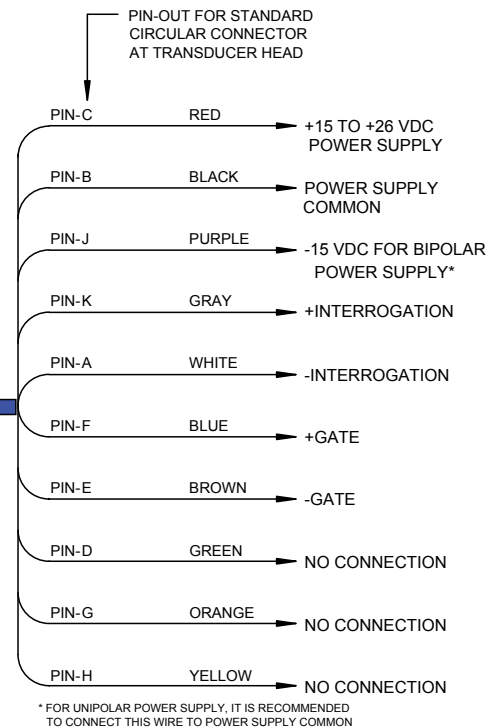 PIN-OUT FOR STANDARD
CIRCULAR CONNECTOR
AT TRANSDUCER HEAD
PIN-C RED +15 TO +26 VDC
POWER SUPPLY
PIN-B BLACK POWER SUPPLY
COMMON
PIN-J PURPLE -15 VDC FOR BIPOLAR
POWER SUPPLY*
PIN-K GRAY +INTERROGATION
PIN-A WHITE -INTERROGATION
PIN-F BLUE +GATE
PIN-E BROWN -GATE
PIN-D GREEN NO CONNECTION
PIN-G ORANGE NO CONNECTION
PIN-H YELLOW NO CONNECTION
* FOR UNIPOLAR POWER SUPPLY, IT IS RECOMMENDED
TO CONNECT THIS WIRE TO POWER SUPPLY COMMON